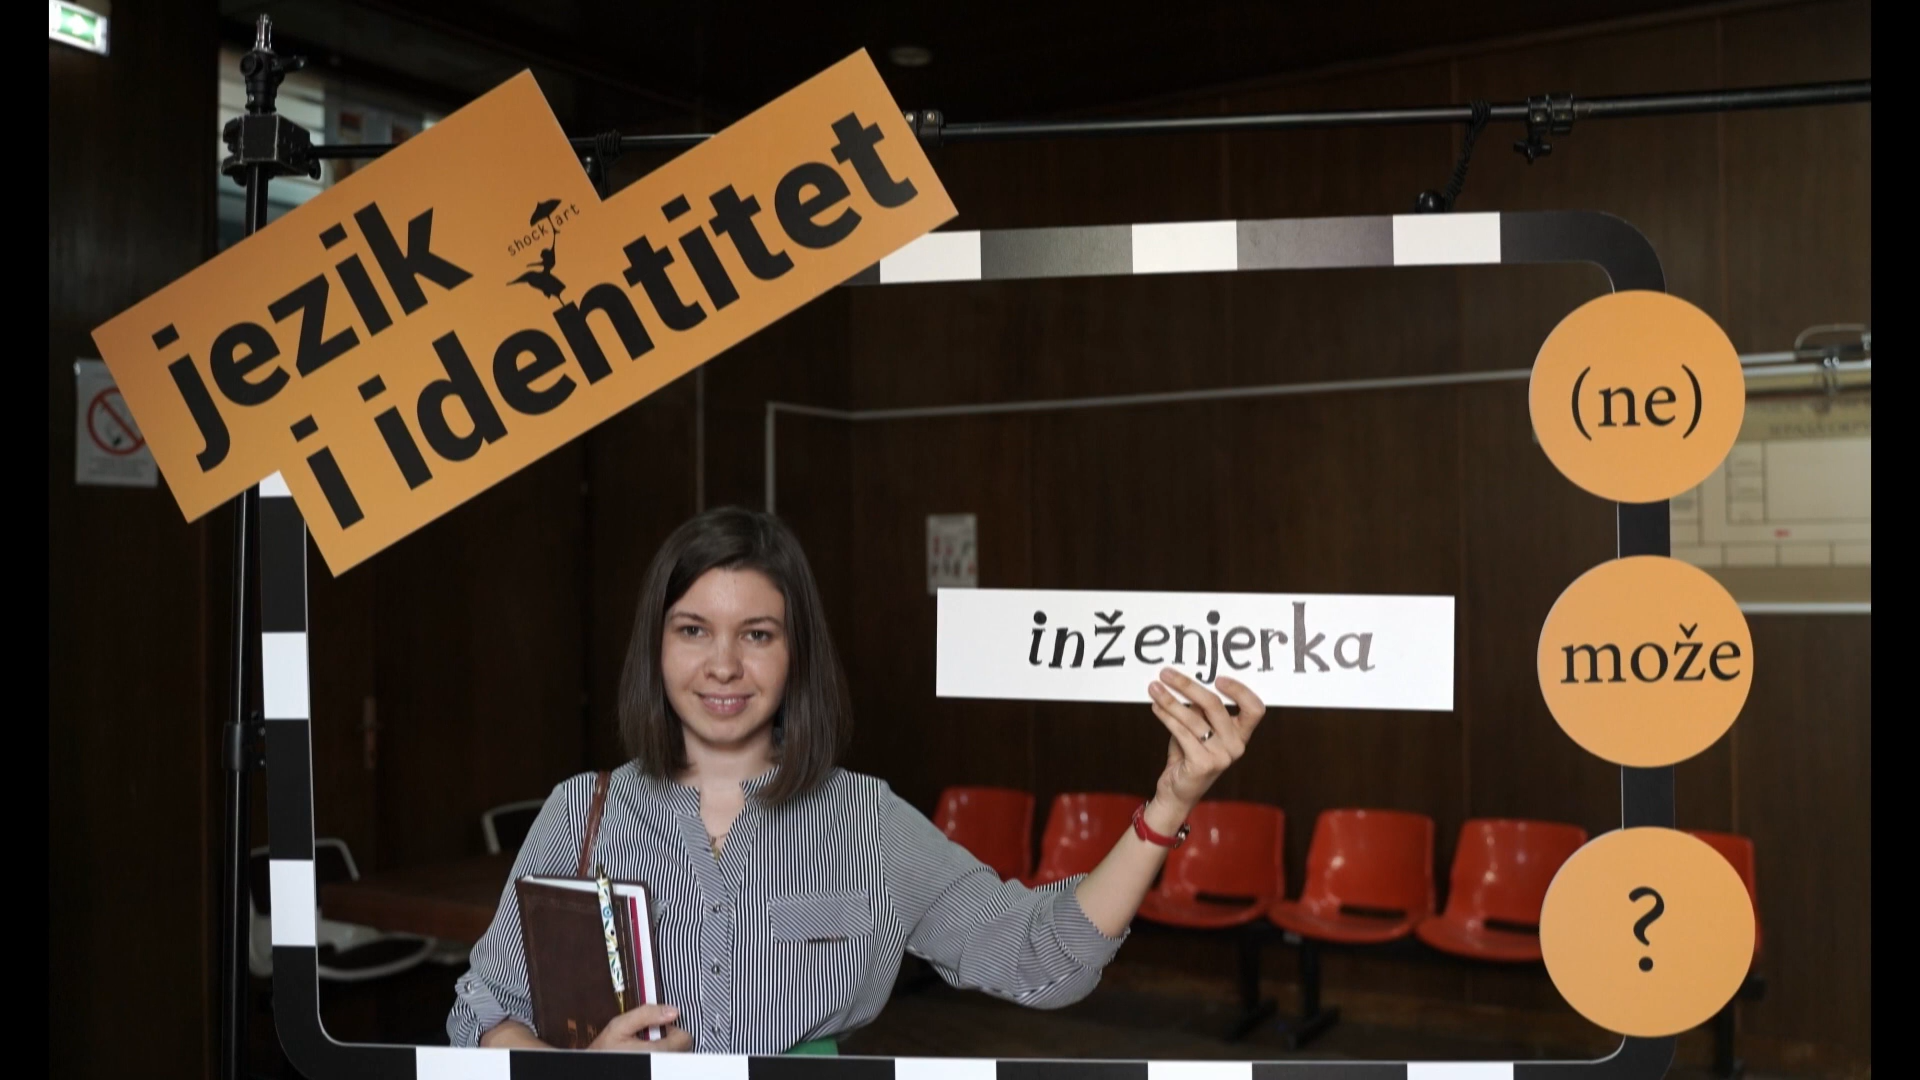 jezik
shock art
i identitet
(ne)
može
?
inženjerka